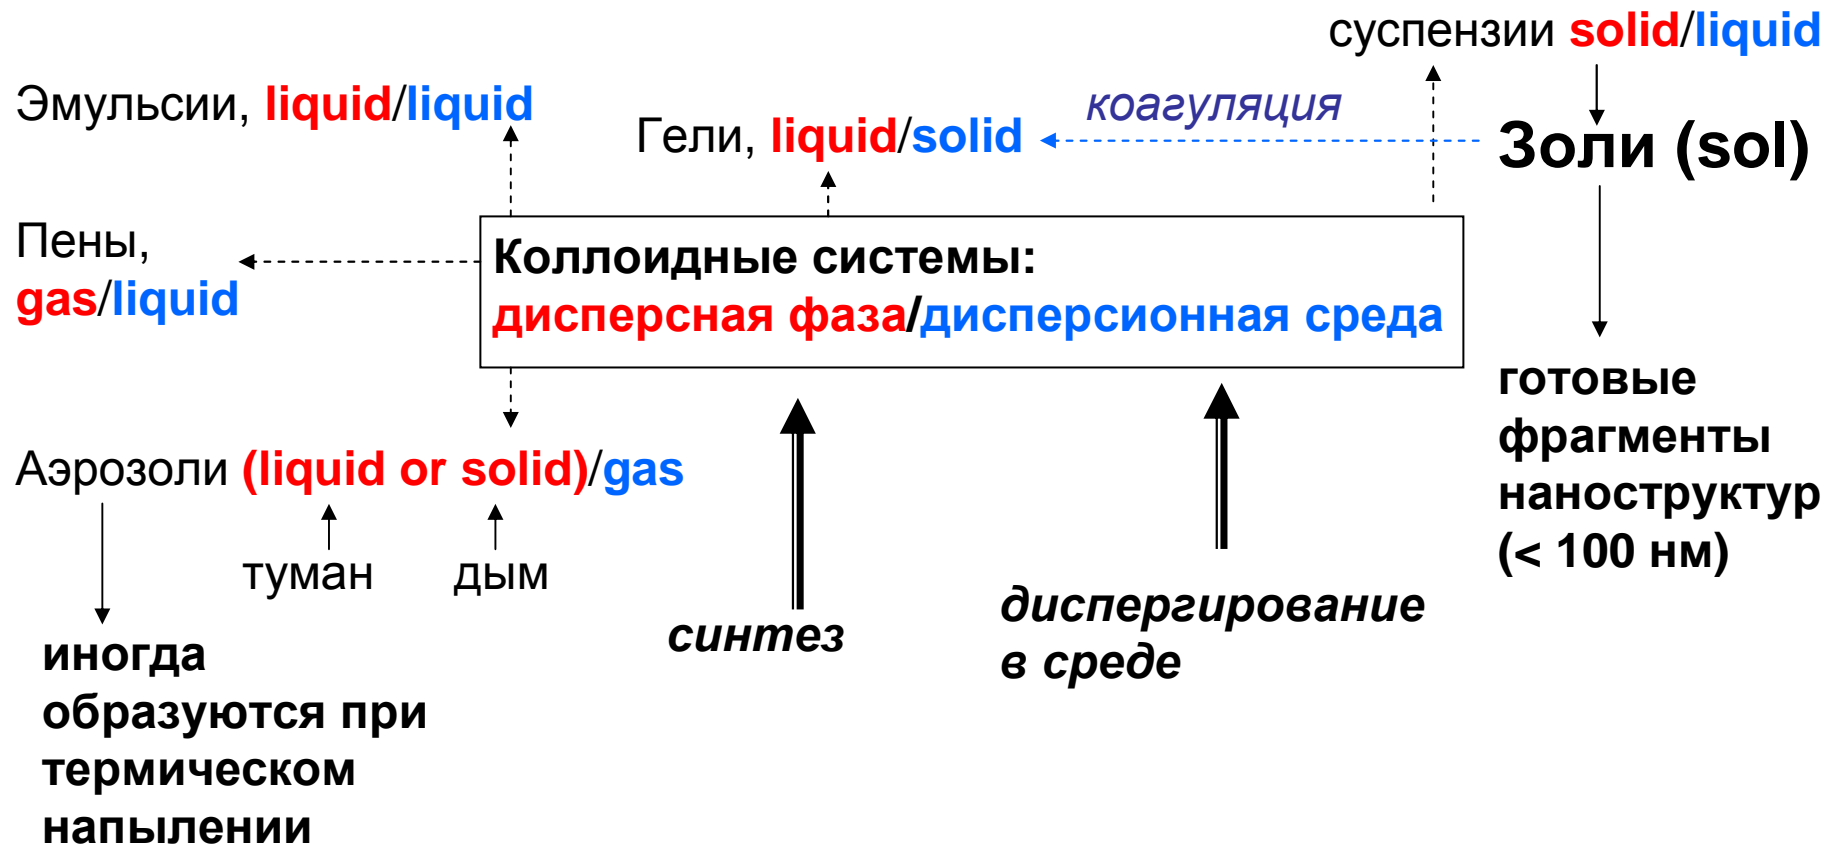 суспензии solid/liquid
Эмульсии, liquid/liquid
коагуляция
Гели, liquid/solid
Золи (sol)
Пены,
gas/liquid
Коллоидные системы:
дисперсная фаза/дисперсионная среда
готовые
фрагменты
наноструктур
(< 100 нм)
Аэрозоли (liquid or solid)/gas
туман
дым
синтез
диспергирование
в среде
иногда
образуются при
термическом
напылении